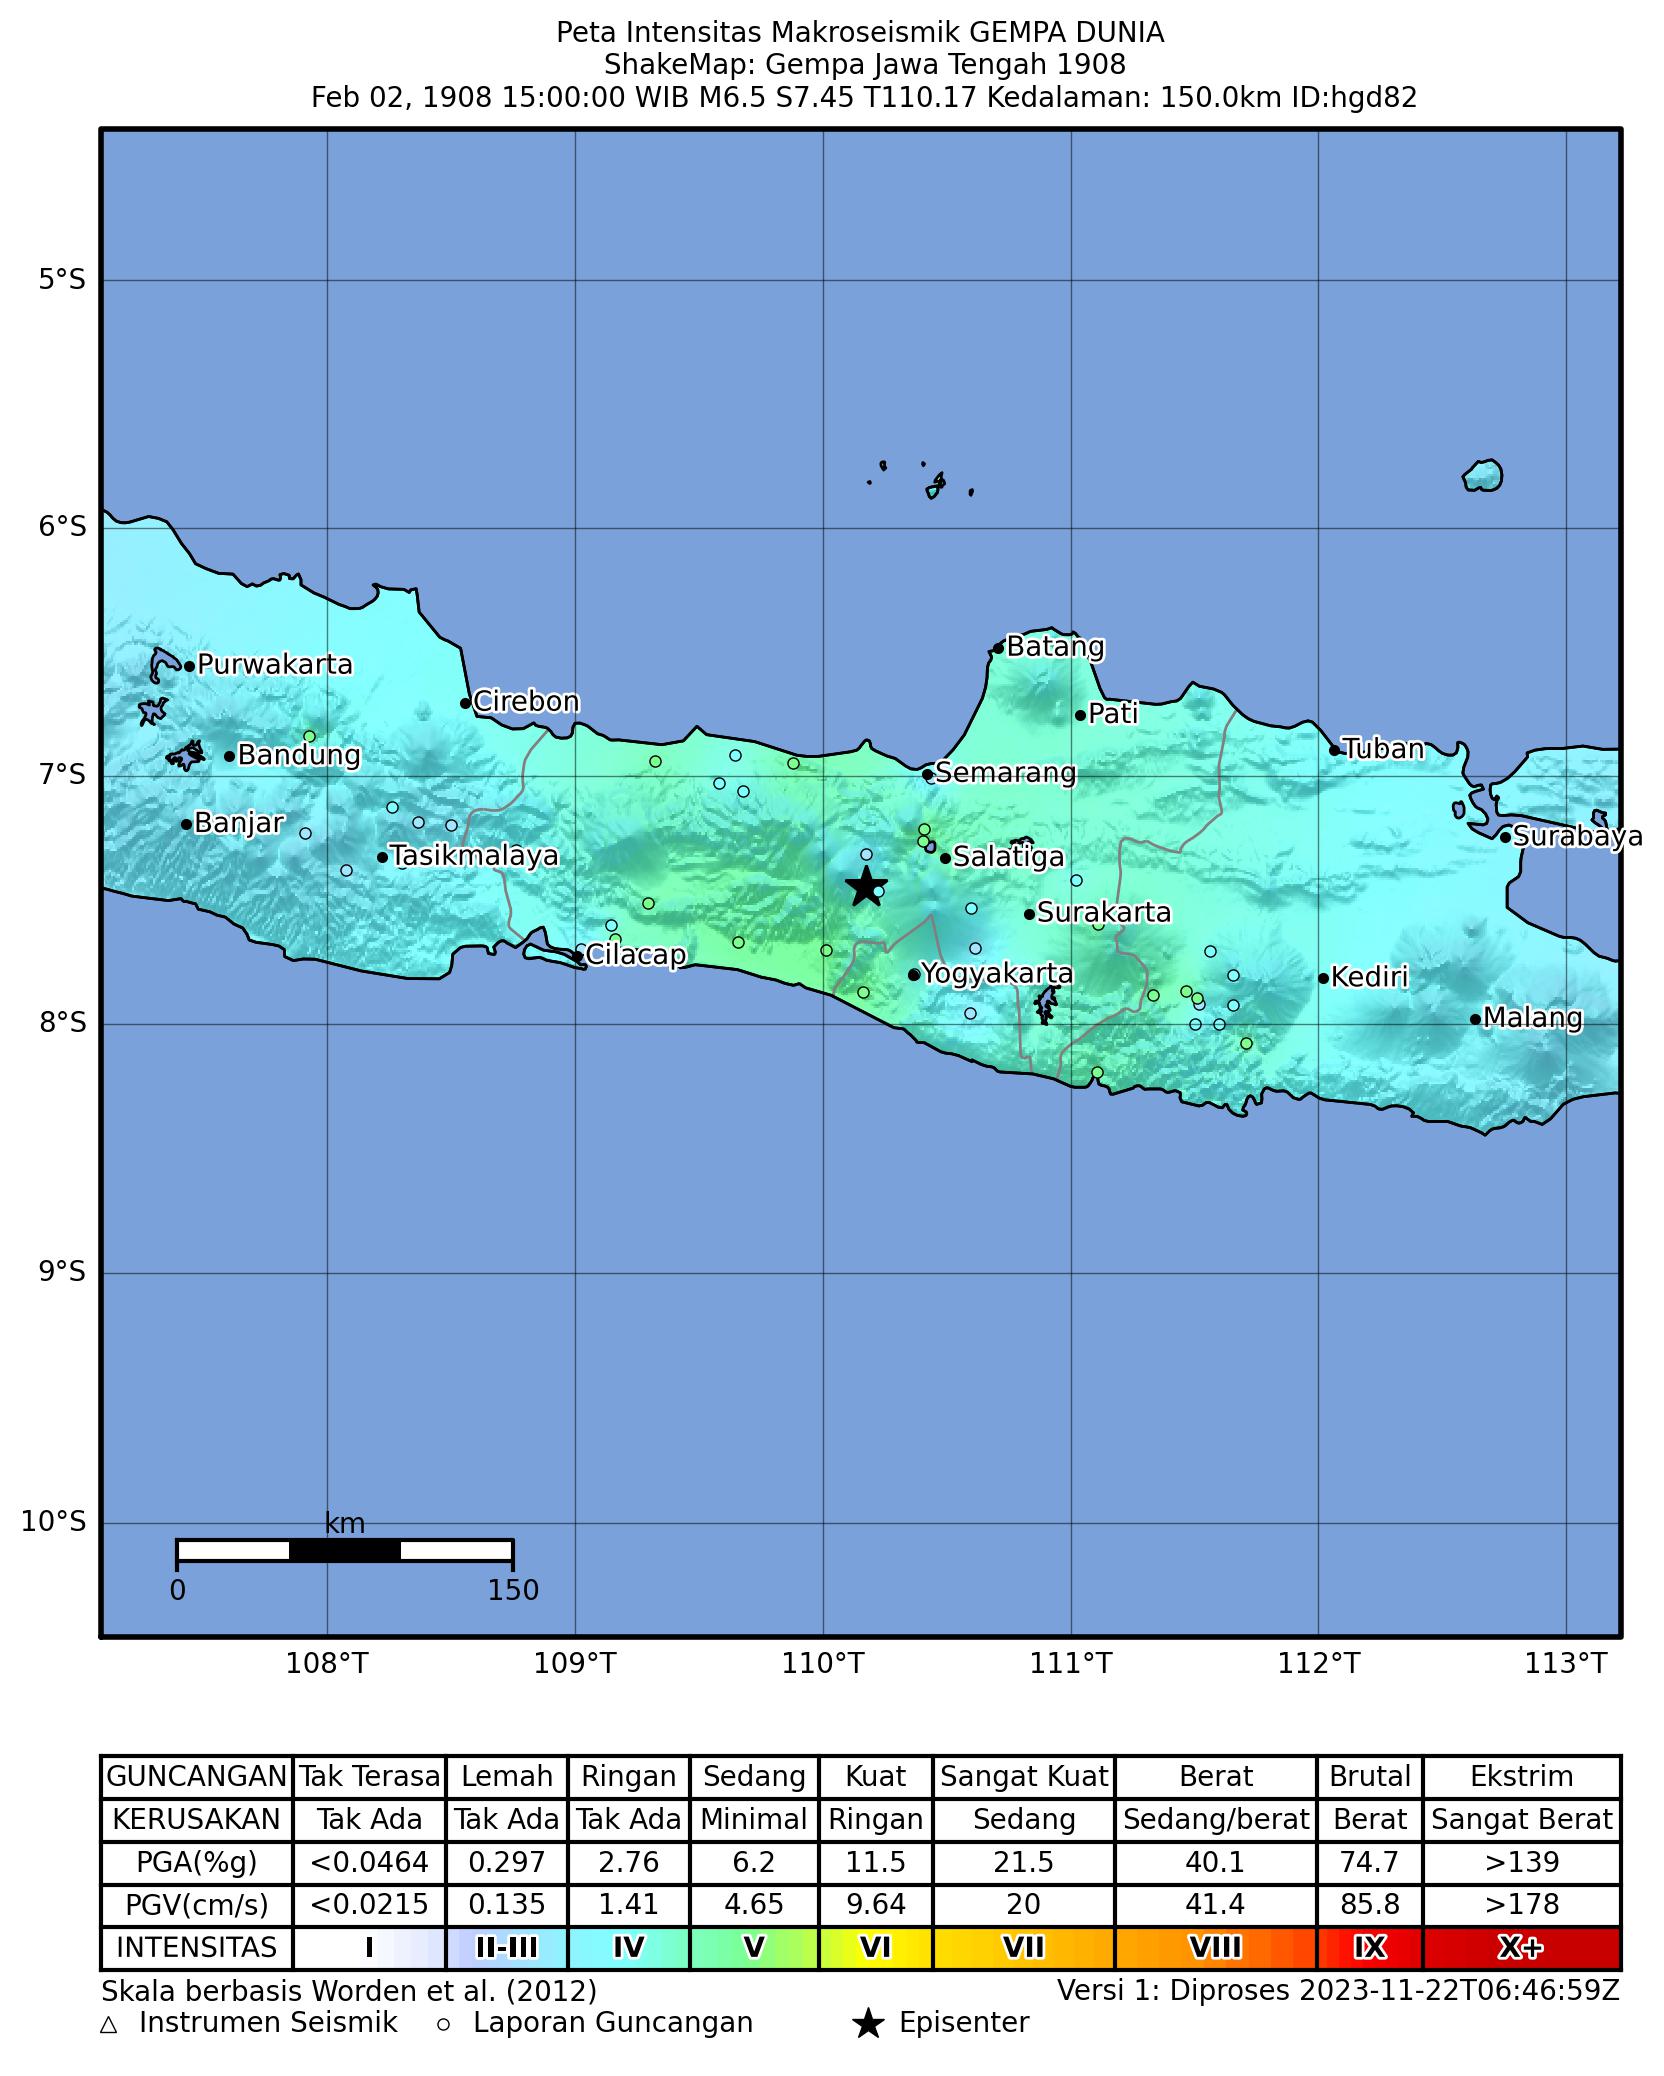 Peta Intensitas Makroseismik GEMPA DUNIA
ShakeMap: Gempa Jawa Tengah 1908
Feb 02, 1908 15:00:00 WIB M6.5 S7.45 T110.17 Kedalaman: 150.0km ID:hgd82
5°S
6°S
Batang
Purwakarta
Cirebon
Pati
Bandung
Tuban
7°S
Semarang
Banjar
Surabaya
Tasikmalaya
Salatiga
Surakarta
Cilacap
Yogyakarta
Kediri
8°S
Malang
9°S
10°S
km
0 150
108°T 109°T 110°T 111°T 112°T 113°T
GUNCANGAN Tak Terasa Lemah Ringan Sedang Kuat Sangat Kuat Berat Brutal Ekstrim
KERUSAKAN Tak Ada Tak Ada Tak Ada Minimal Ringan Sedang Sedang/berat Berat Sangat Berat
PGA(%g) <0.0464 0.297 2.76 6.2 11.5 21.5 40.1 74.7 >139
PGV(cm/s) <0.0215 0.135 1.41 4.65 9.64 20 41.4 85.8 >178
INTENSITAS I II-III IV V VI VII VIII IX X+
Skala berbasis Worden et al. (2012) Versi 1: Diproses 2023-11-22T06:46:59Z
Instrumen Seismik Laporan Guncangan Episenter